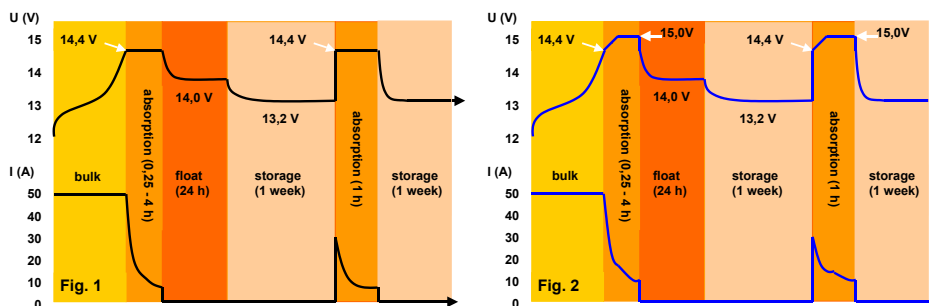 U (V)
15
14
13
12
14,4 V
14,4 V
14,0 V
13,2 V
I (A)
50
40
30
20
10
0
bulk
absorption (0,25 - 4 h)
float
(24 h)
storage
(1 week)
absorption (1 h)
storage
(1 week)
Fig. 1
U (V)
15
14
13
12
14,4 V
15,0V
14,4 V
15,0V
14,0 V
13,2 V
I (A)
50
40
30
20
10
0
bulk
absorption (0,25 - 4 h)
float
(24 h)
storage
(1 week)
absorption (1 h)
storage
(1 week)
Fig. 2